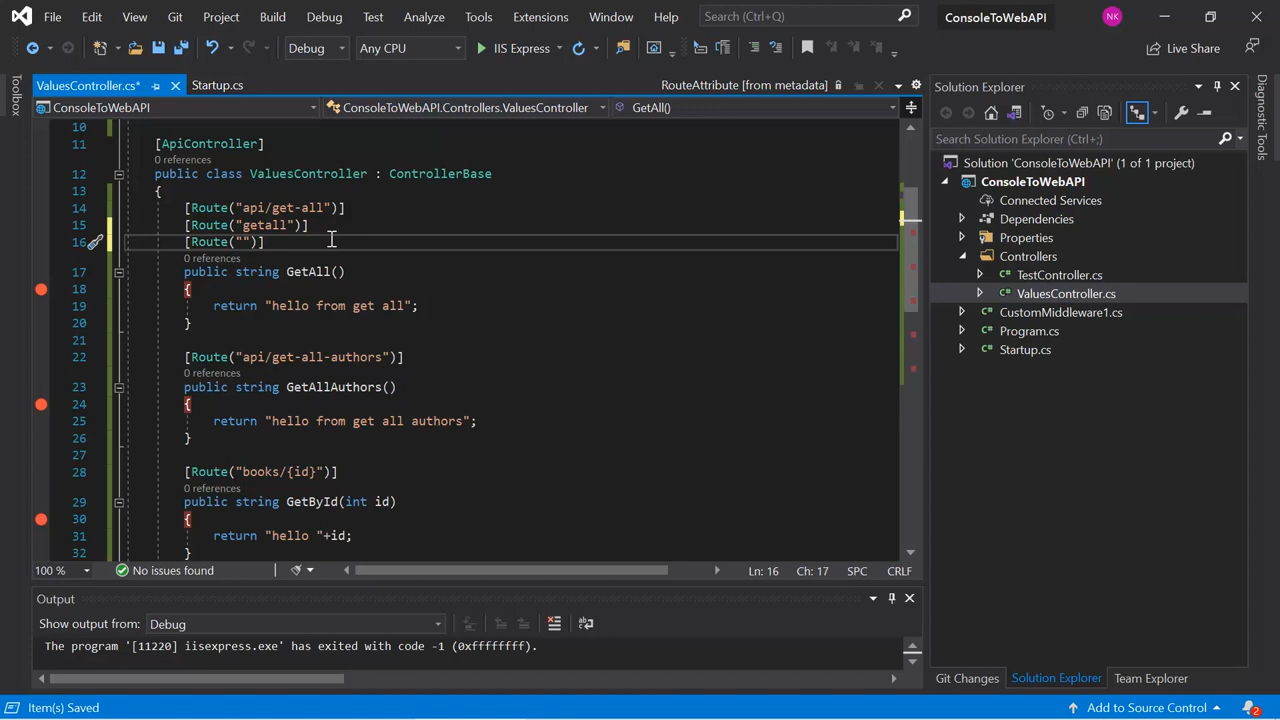 File Edit View Git Project Build Debug Test Analyze Tools Extensions Window Help Search (Ctrl+Q) ConsoleToWebAPI NK
Debug Any CPU IIS Express Live Share
Toolbox
ValuesController.cs* Startup.cs RouteAttribute [from metadata]
ConsoleToWebAPI ConsoleToWebAPI.Controllers.ValuesController GetAll()
10
11 [ApiController]
0 references
12 public class ValuesController : ControllerBase
13 {
14 [Route("api/get-all")]
15 [Route("getall")]
16 [Route("")]
0 references
17 public string GetAll()
18 {
19 return "hello from get all";
20 }
21
22 [Route("api/get-all-authors")]
0 references
23 public string GetAllAuthors()
24 {
25 return "hello from get all authors";
26 }
27
28 [Route("books/{id}")]
0 references
29 public string GetById(int id)
30 {
31 return "hello "+id;
32 }
100 % No issues found Ln: 16 Ch: 17 SPC CRLF
Output
Show output from: Debug
The program '[11220] iisexpress.exe' has exited with code -1 (0xffffffff).
Solution Explorer
Search Solution Explorer (Ctrl+;)
Solution 'ConsoleToWebAPI' (1 of 1 project)
ConsoleToWebAPI
Connected Services
Dependencies
Properties
Controllers
C# TestController.cs
C# ValuesController.cs
C# CustomMiddleware1.cs
C# Program.cs
C# Startup.cs
Git Changes Solution Explorer Team Explorer
Diagnostic Tools
Item(s) Saved Add to Source Control 2